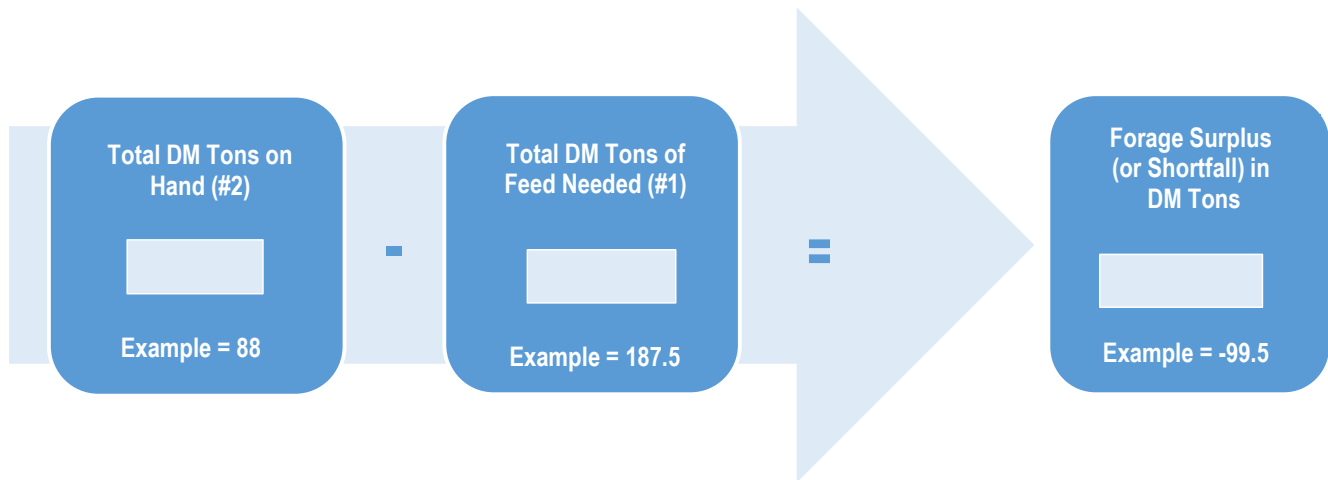 Total DM Tons on
Hand (#2)
Example = 88
-
Total DM Tons of
Feed Needed (#1)
Example = 187.5
=
Forage Surplus
(or Shortfall) in
DM Tons
Example = -99.5